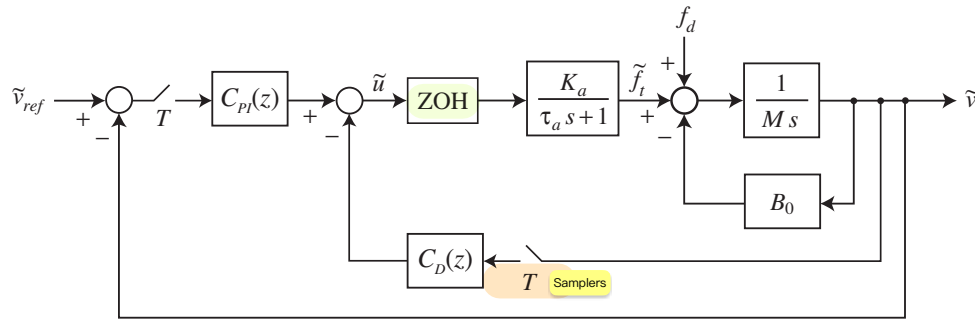 f_d
ṽ_ref + − T C_PI(z) + − ũ ZOH K_a / τ_a s + 1 f̃_t + + − 1 / M s ṽ
B_0
C_D(z)
T Samplers